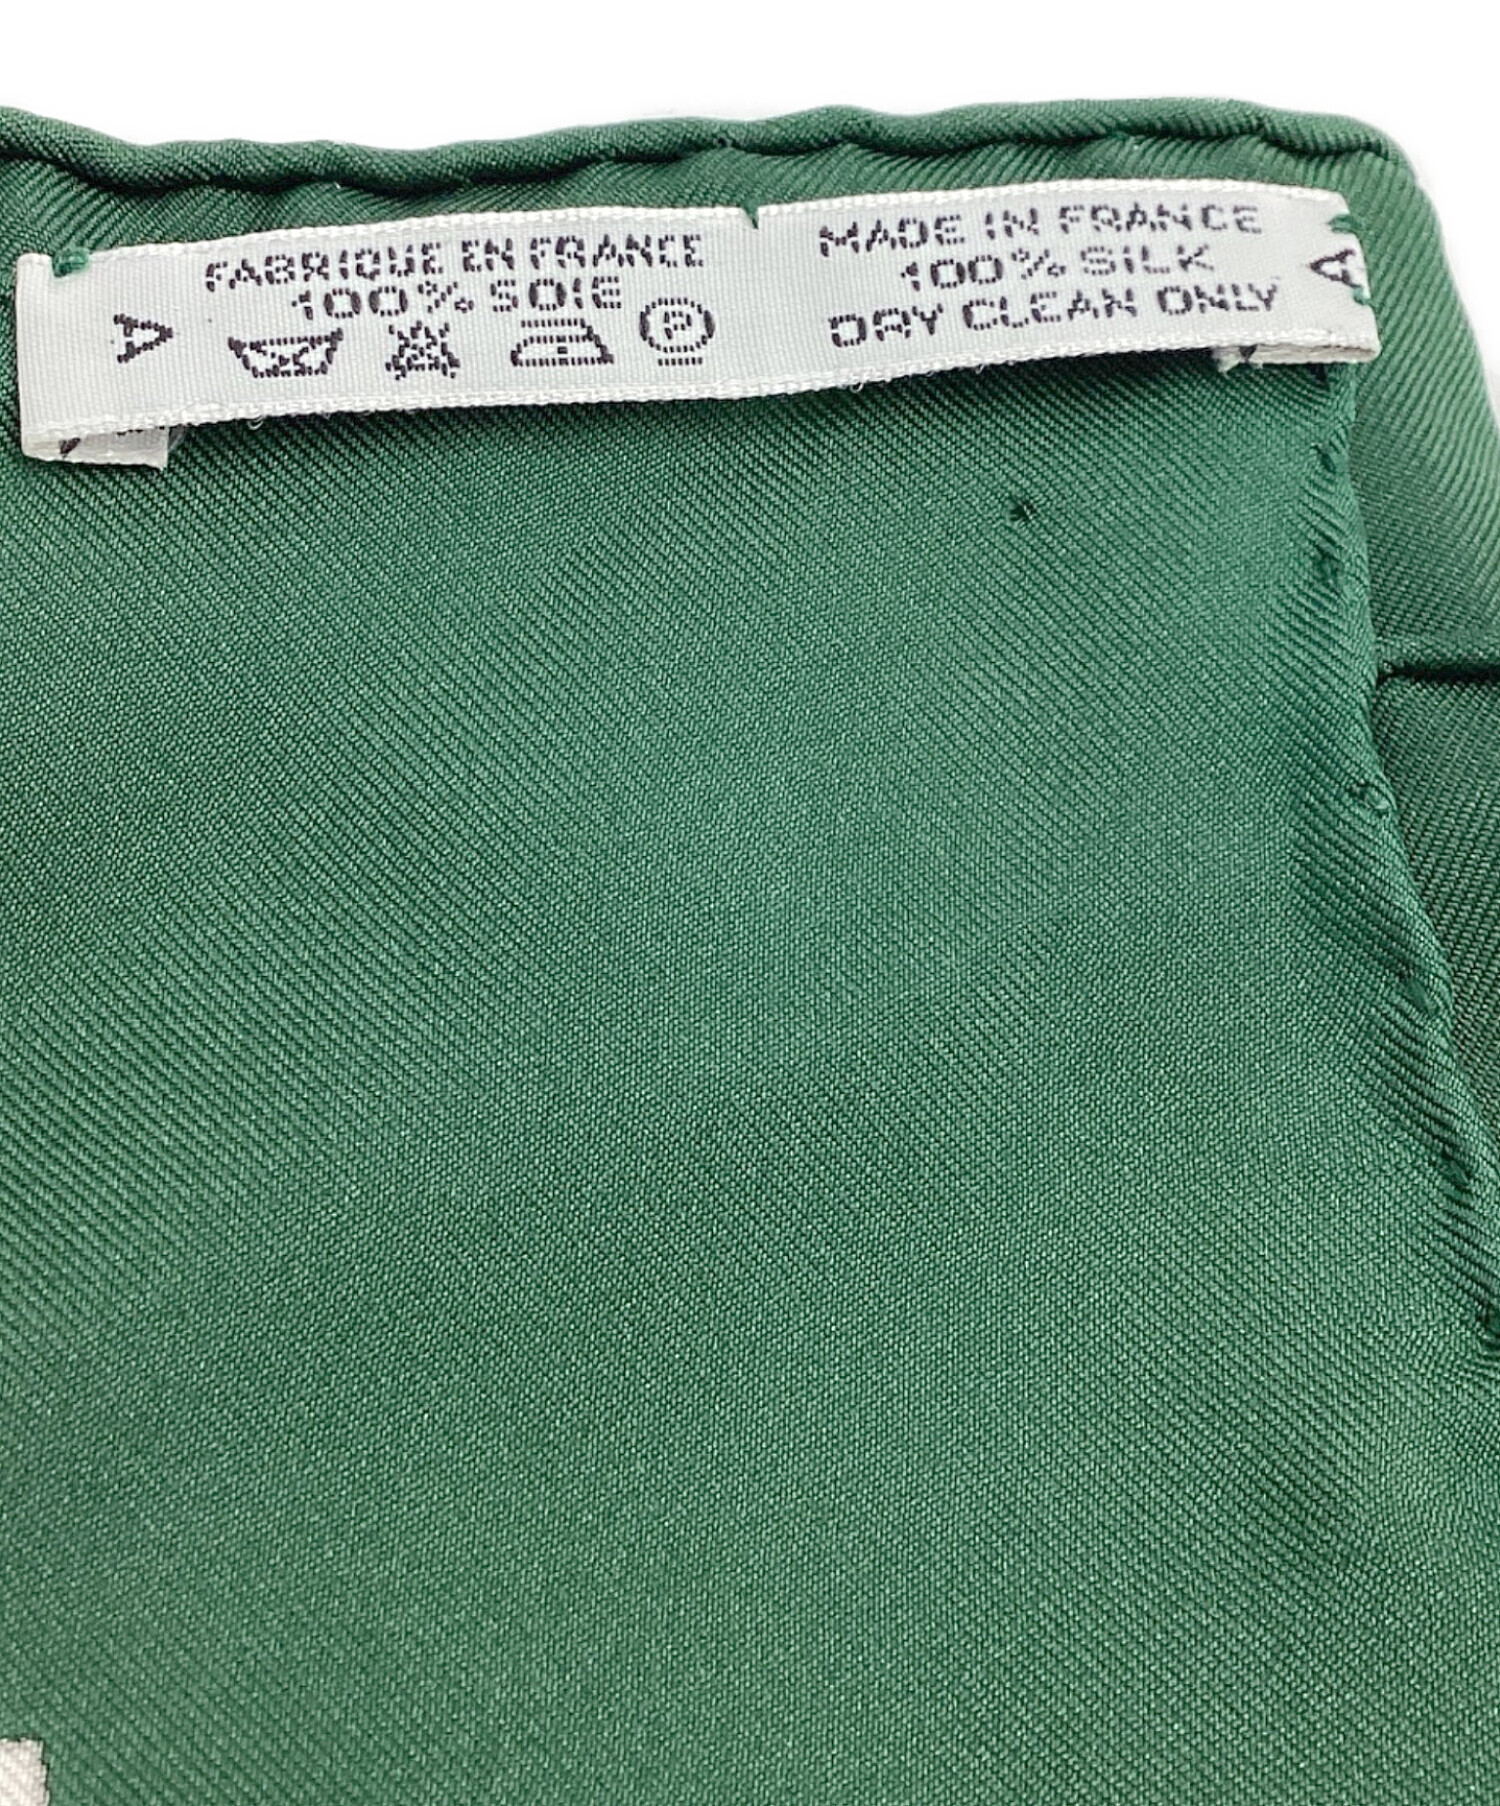 A
FABRIQUE EN FRANCE
100% SOIE
P
MADE IN FRANCE
100% SILK
DRY CLEAN ONLY
A